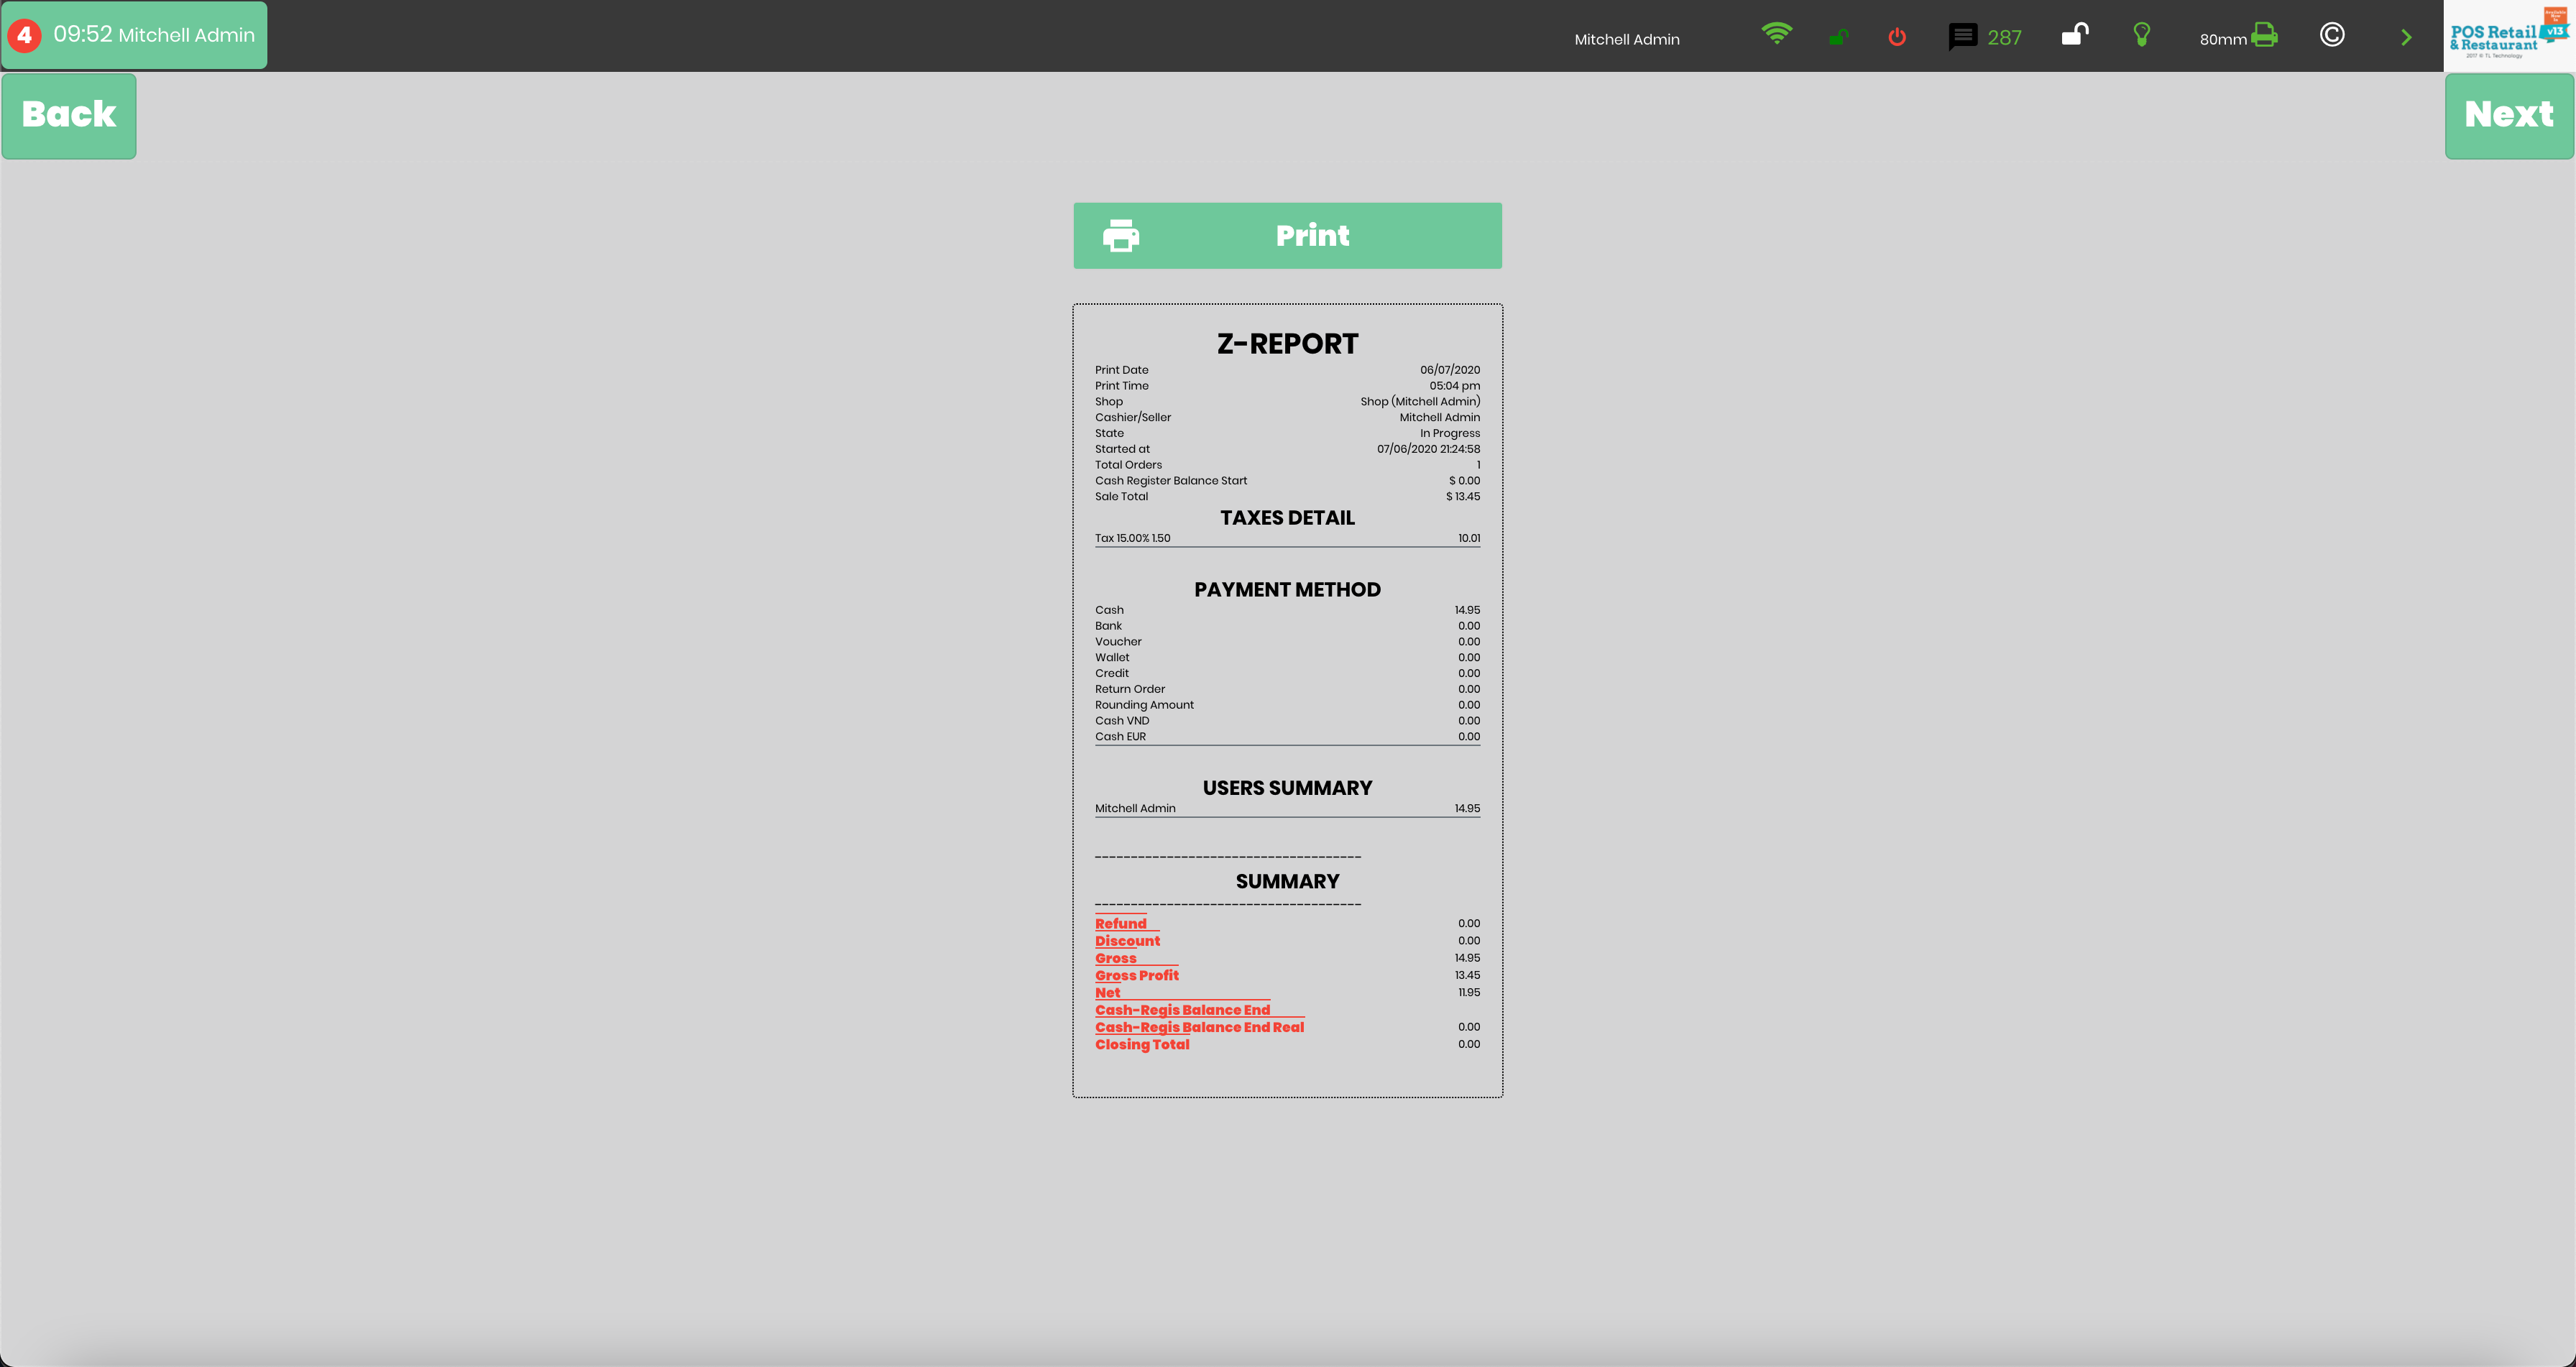 4 09:52 Mitchell Admin
Mitchell Admin
287
80mm
©
POS Retail
& Restaurant
v13
2017 © TL Technology
Back
Next
Print
Z-REPORT
Print Date 06/07/2020
Print Time 05:04 pm
Shop Shop (Mitchell Admin)
Cashier/Seller Mitchell Admin
State In Progress
Started at 07/06/2020 21:24:58
Total Orders 1
Cash Register Balance Start $ 0.00
Sale Total $ 13.45
TAXES DETAIL
Tax 15.00% 1.50 10.01
PAYMENT METHOD
Cash 14.95
Bank 0.00
Voucher 0.00
Wallet 0.00
Credit 0.00
Return Order 0.00
Rounding Amount 0.00
Cash VND 0.00
Cash EUR 0.00
USERS SUMMARY
Mitchell Admin 14.95
-------------------------------------
SUMMARY
-------------------------------------
Refund 0.00
Discount 0.00
Gross 14.95
Gross Profit 13.45
Net 11.95
Cash-Regis Balance End
Cash-Regis Balance End Real 0.00
Closing Total 0.00